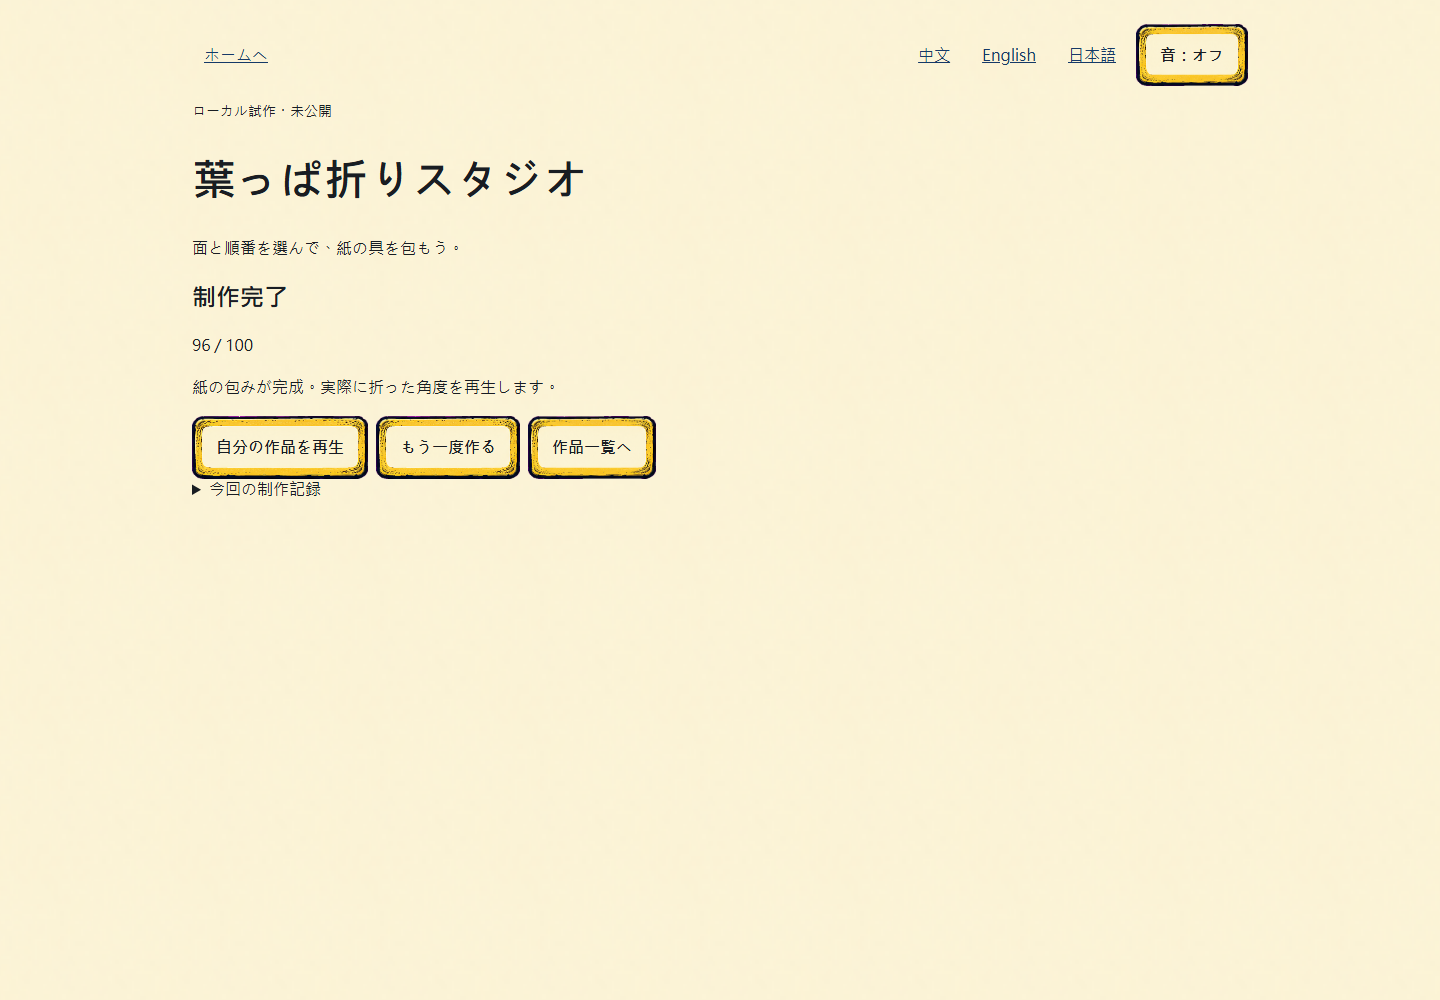 ホームへ 中文 English 日本語 音：オフ
ローカル試作・未公開
葉っぱ折りスタジオ
面と順番を選んで、紙の具を包もう。
制作完了
96 / 100
紙の包みが完成。実際に折った角度を再生します。
自分の作品を再生 もう一度作る 作品一覧へ
▶ 今回の制作記録